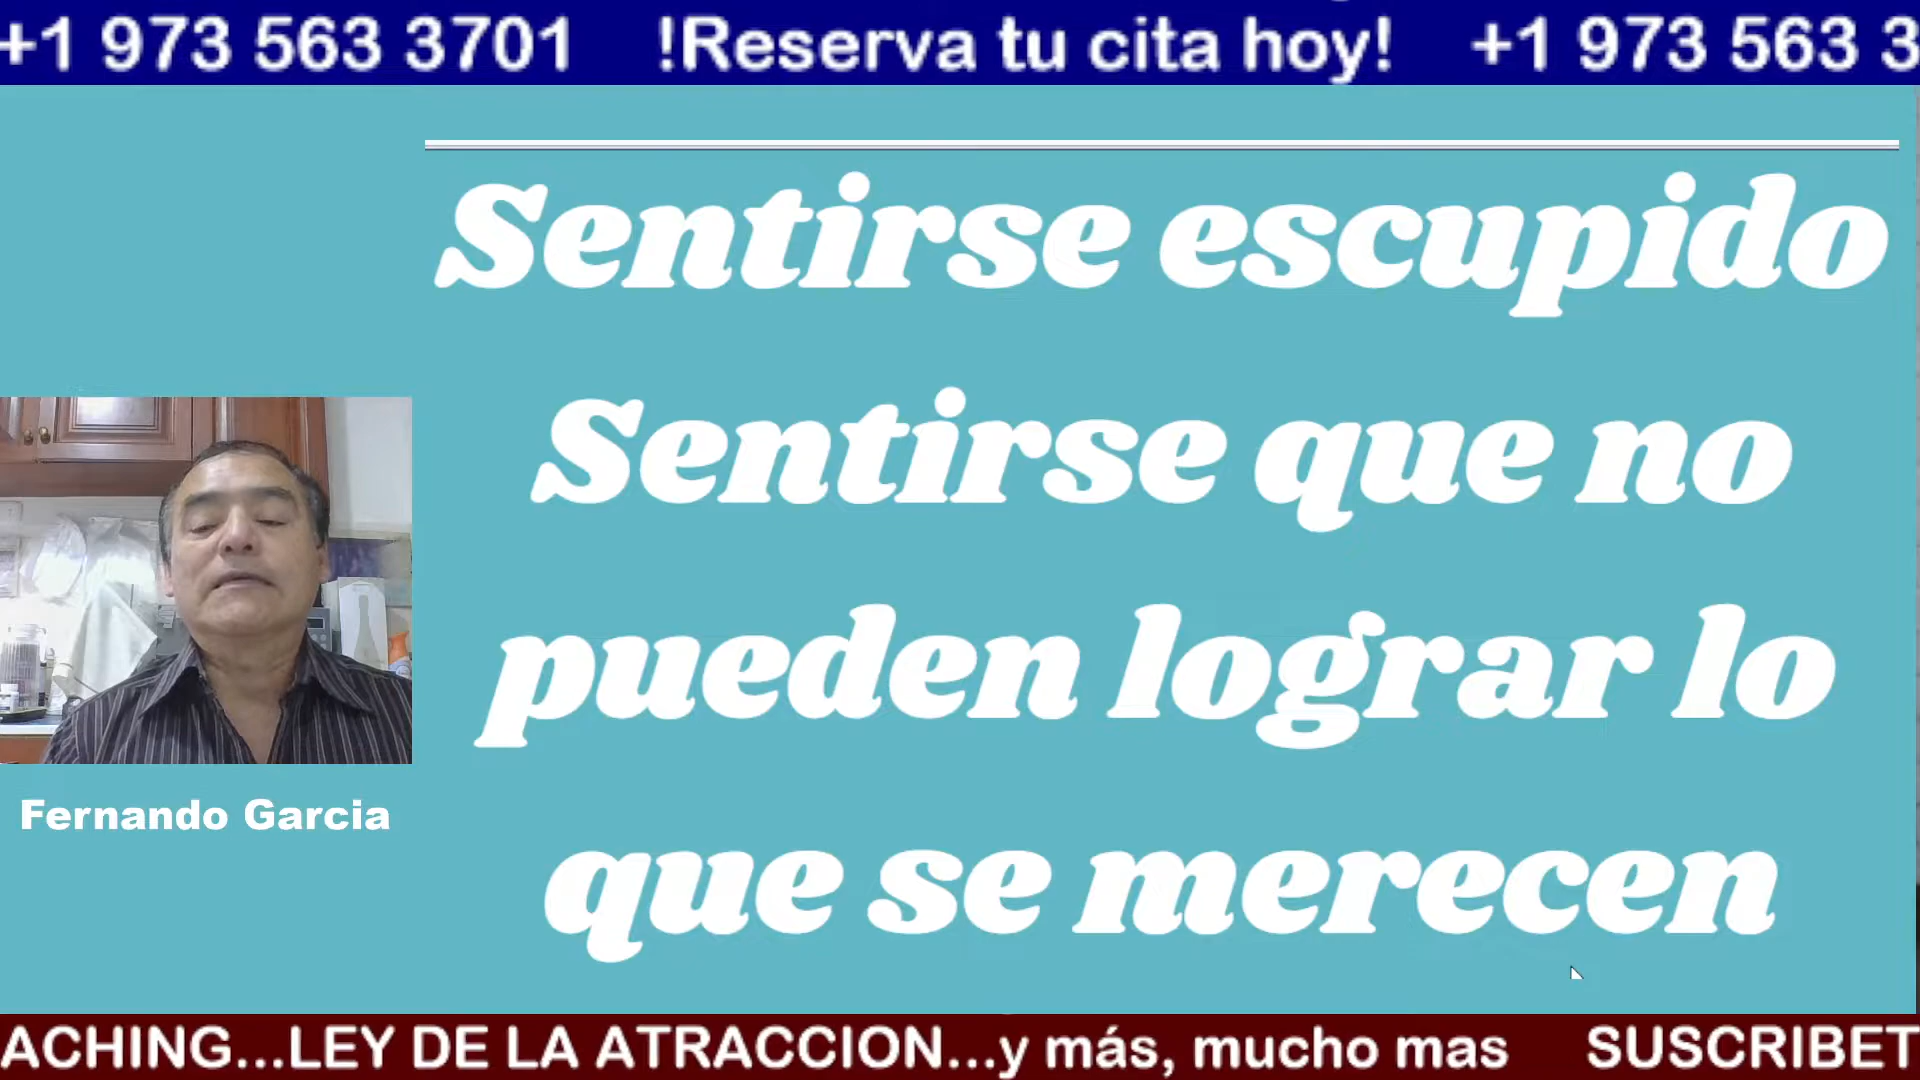 +1 973 563 3701 !Reserva tu cita hoy! +1 973 563 3
Sentirse escupido
Sentirse que no
pueden lograr lo
que se merecen
Fernando Garcia
ACHING...LEY DE LA ATRACCION...y más, mucho mas SUSCRIBET